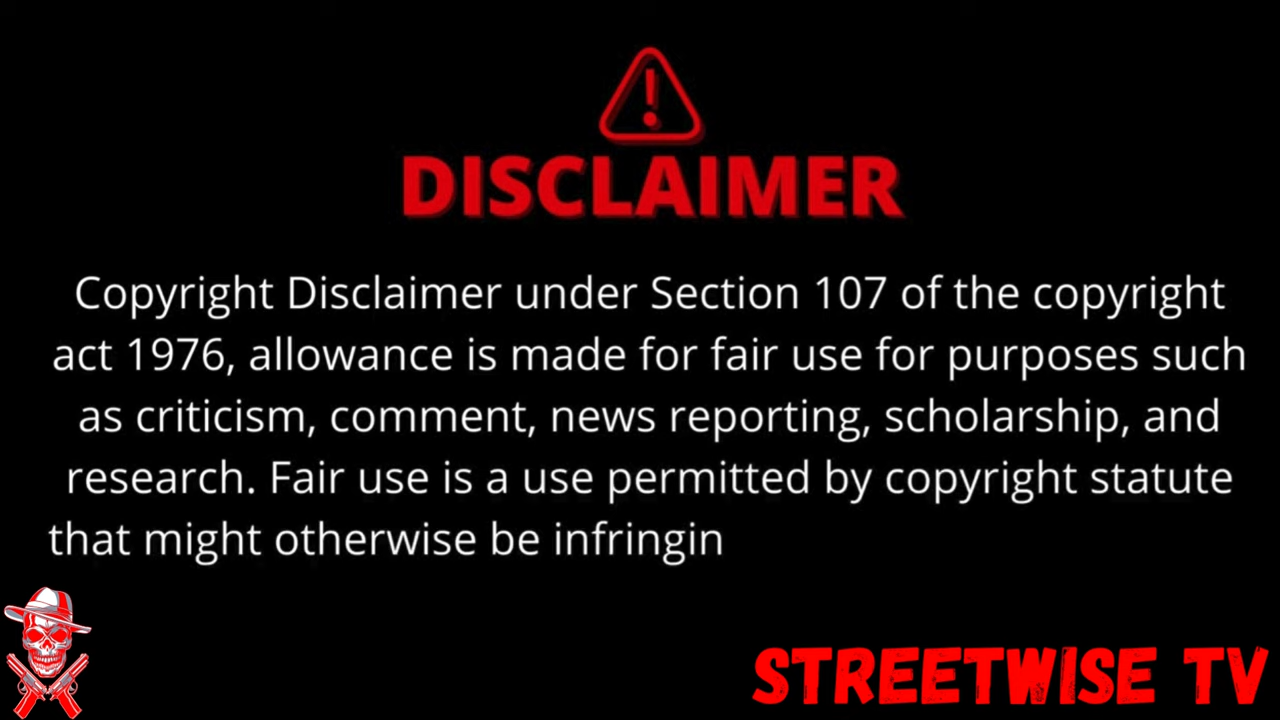 DISCLAIMER
Copyright Disclaimer under Section 107 of the copyright
act 1976, allowance is made for fair use for purposes such
as criticism, comment, news reporting, scholarship, and
research. Fair use is a use permitted by copyright statute
that might otherwise be infringin
STREETWISE TV